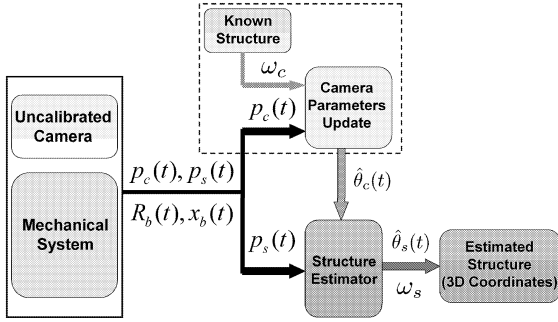 Known
Structure
ω_c
Uncalibrated
Camera
p_c(t)
Camera
Parameters
Update
p_c(t), p_s(t)
R_b(t), x_b(t)
θ̂_c(t)
Mechanical
System
p_s(t)
Structure
Estimator
θ̂_s(t)
ω_s
Estimated
Structure
(3D Coordinates)